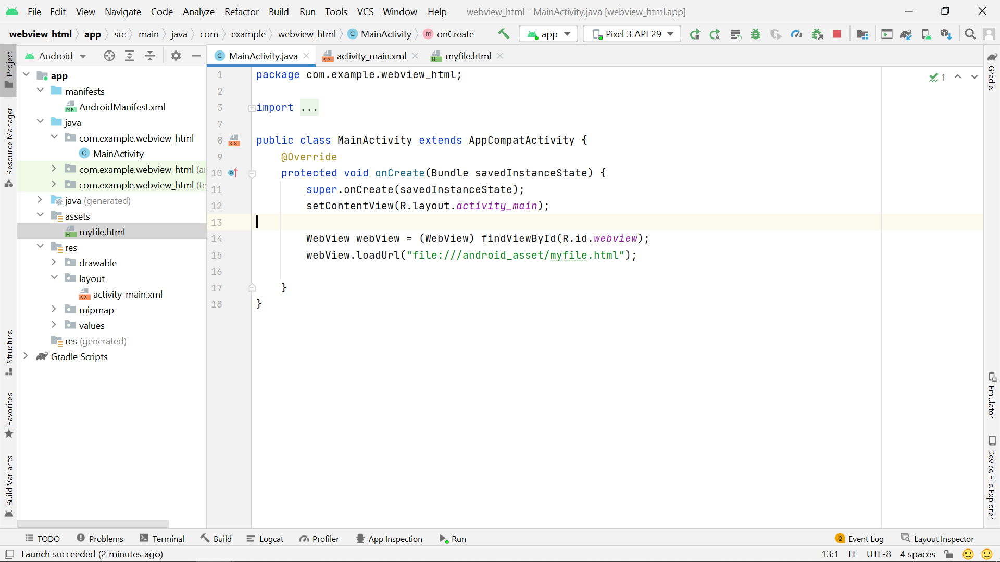 File Edit View Navigate Code Analyze Refactor Build Run Tools VCS Window Help webview_html - MainActivity.java [webview_html.app]
webview_html app src main java com example webview_html C MainActivity m onCreate app Pixel 3 API 29
Android
C MainActivity.java activity_main.xml H myfile.html
Project
Resource Manager
Structure
Favorites
Build Variants
app
manifests
MF AndroidManifest.xml
java
com.example.webview_html
C MainActivity
com.example.webview_html (ar
com.example.webview_html (te
java (generated)
assets
H myfile.html
res
drawable
layout
activity_main.xml
mipmap
values
res (generated)
Gradle Scripts
1 package com.example.webview_html;
2
3 import ...
7
8 public class MainActivity extends AppCompatActivity {
9 @Override
10 protected void onCreate(Bundle savedInstanceState) {
11 super.onCreate(savedInstanceState);
12 setContentView(R.layout.activity_main);
13
14 WebView webView = (WebView) findViewById(R.id.webview);
15 webView.loadUrl("file:///android_asset/myfile.html");
16
17 }
18 }
1
Gradle
Emulator
Device File Explorer
TODO Problems Terminal Build Logcat Profiler App Inspection Run 2 Event Log Layout Inspector
Launch succeeded (2 minutes ago) 13:1 LF UTF-8 4 spaces